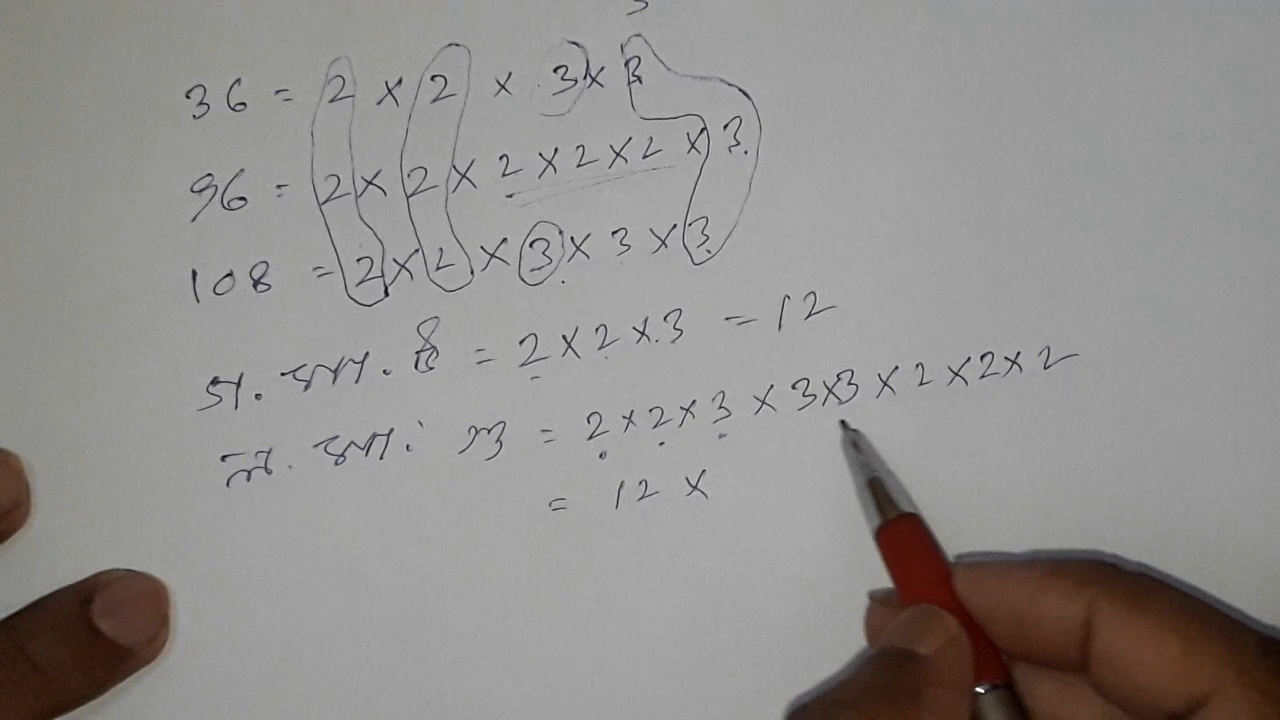 36 = 2 × 2 × 3 × 3
96 = 2 × 2 × 2 × 2 × 2 × 3
108 = 2 × 2 × 3 × 3 × 3
গ. সা. গু = 2 × 2 × 3 = 12
ল. সা. গু = 2 × 2 × 3 × 3 × 3 × 2 × 2 × 2
= 12 ×